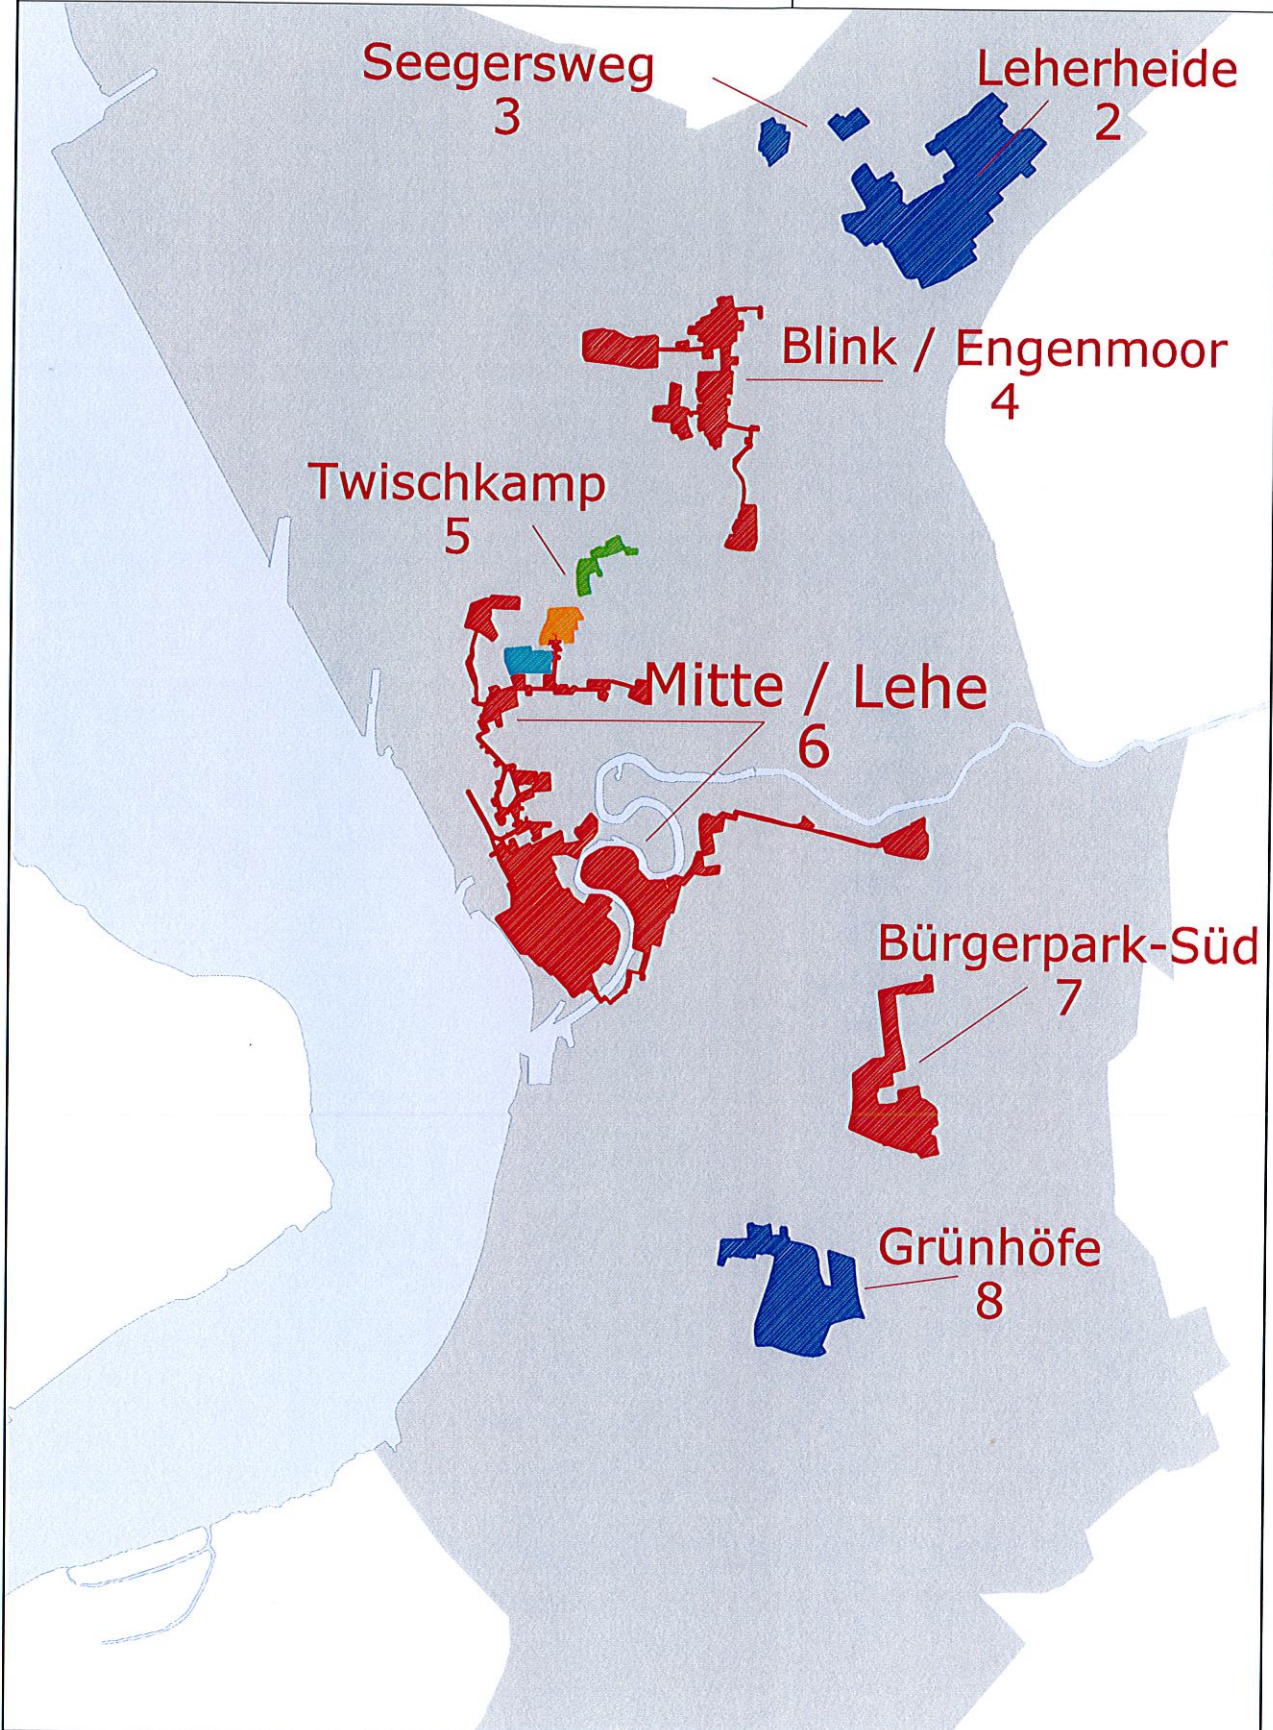 Seegersweg
3
Leherheide
2
Blink / Engenmoor
4
Twischkamp
5
Mitte / Lehe
6
Bürgerpark-Süd
7
Grünhöfe
8